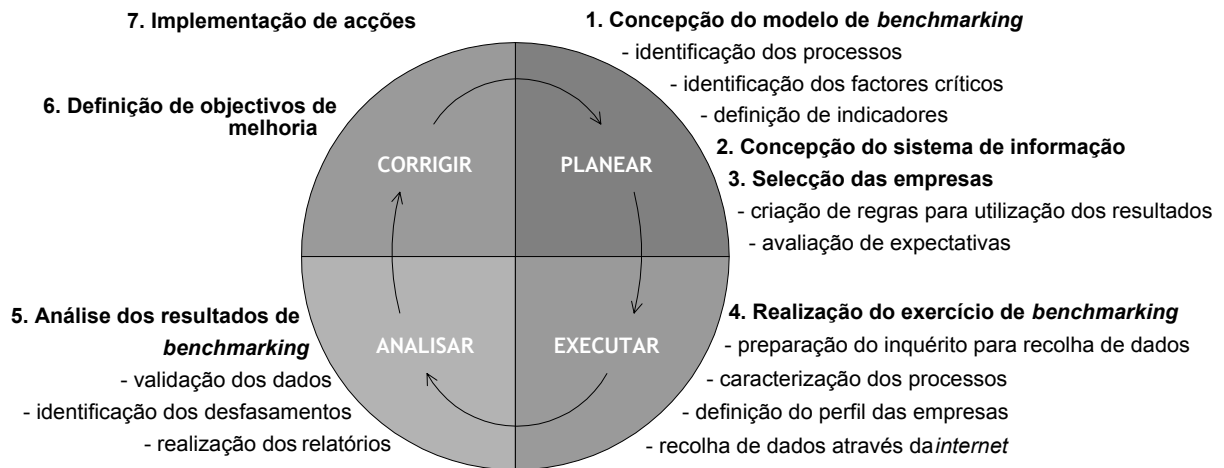 7. Implementação de acções
6. Definição de objectivos de
melhoria
CORRIGIR
PLANEAR
1. Concepção do modelo de benchmarking
- identificação dos processos
- identificação dos factores críticos
- definição de indicadores
2. Concepção do sistema de informação
3. Selecção das empresas
- criação de regras para utilização dos resultados
- avaliação de expectativas
5. Análise dos resultados de
benchmarking
- validação dos dados
- identificação dos desfasamentos
- realização dos relatórios
ANALISAR
EXECUTAR
4. Realização do exercício de benchmarking
- preparação do inquérito para recolha de dados
- caracterização dos processos
- definição do perfil das empresas
- recolha de dados através dainternet